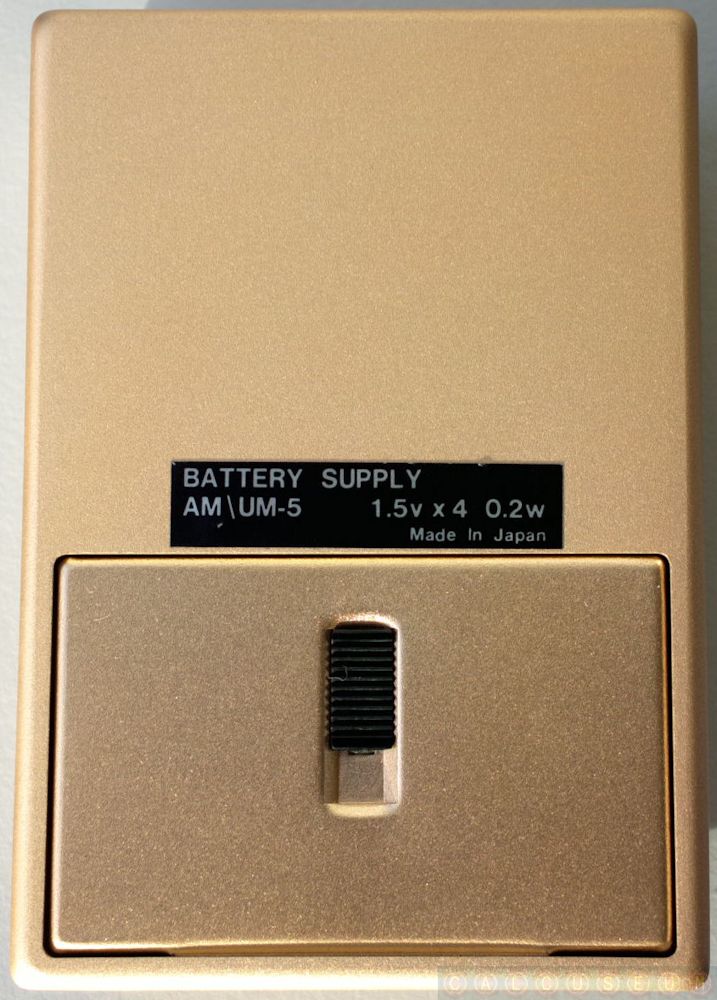 BATTERY SUPPLY
AM\UM-5 1.5v x 4 0.2w
Made In Japan